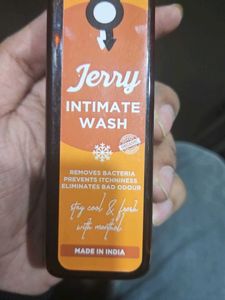 Jerry
INTIMATE
WASH
REMOVES BACTERIA
PREVENTS ITCHINESS
ELIMINATES BAD ODOUR
stay cool & fresh
with menthol
MADE IN INDIA